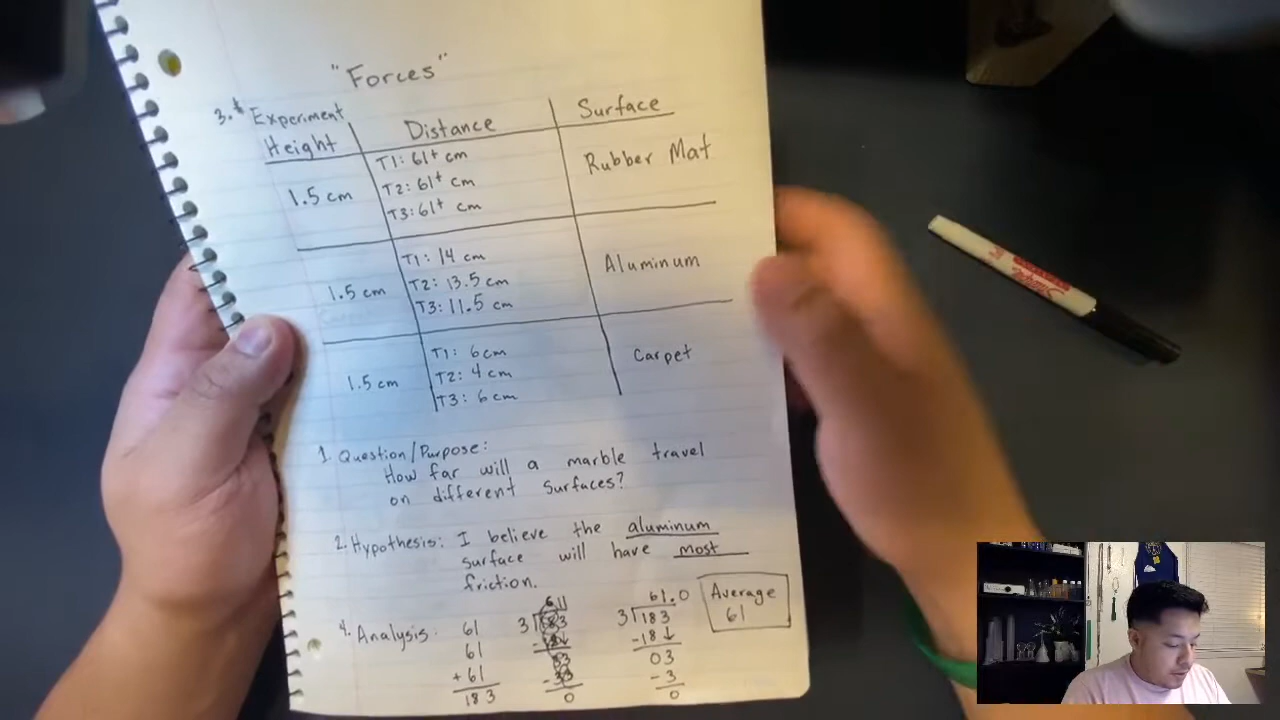 "Forces"
3. Experiment
Height Distance Surface
1.5 cm
T1: 61+ cm
T2: 61+ cm
T3: 61+ cm
Rubber Mat
1.5 cm
T1: 14 cm
T2: 13.5 cm
T3: 11.5 cm
Aluminum
1.5 cm
T1: 6 cm
T2: 4 cm
T3: 6 cm
Carpet
1. Question/Purpose:
How far will a marble travel
on different surfaces?
2. Hypothesis: I believe the aluminum
surface will have most
friction.
4. Analysis:
61
61
+ 61
183
61.0
3 183
-18
03
-3
0
Average
61